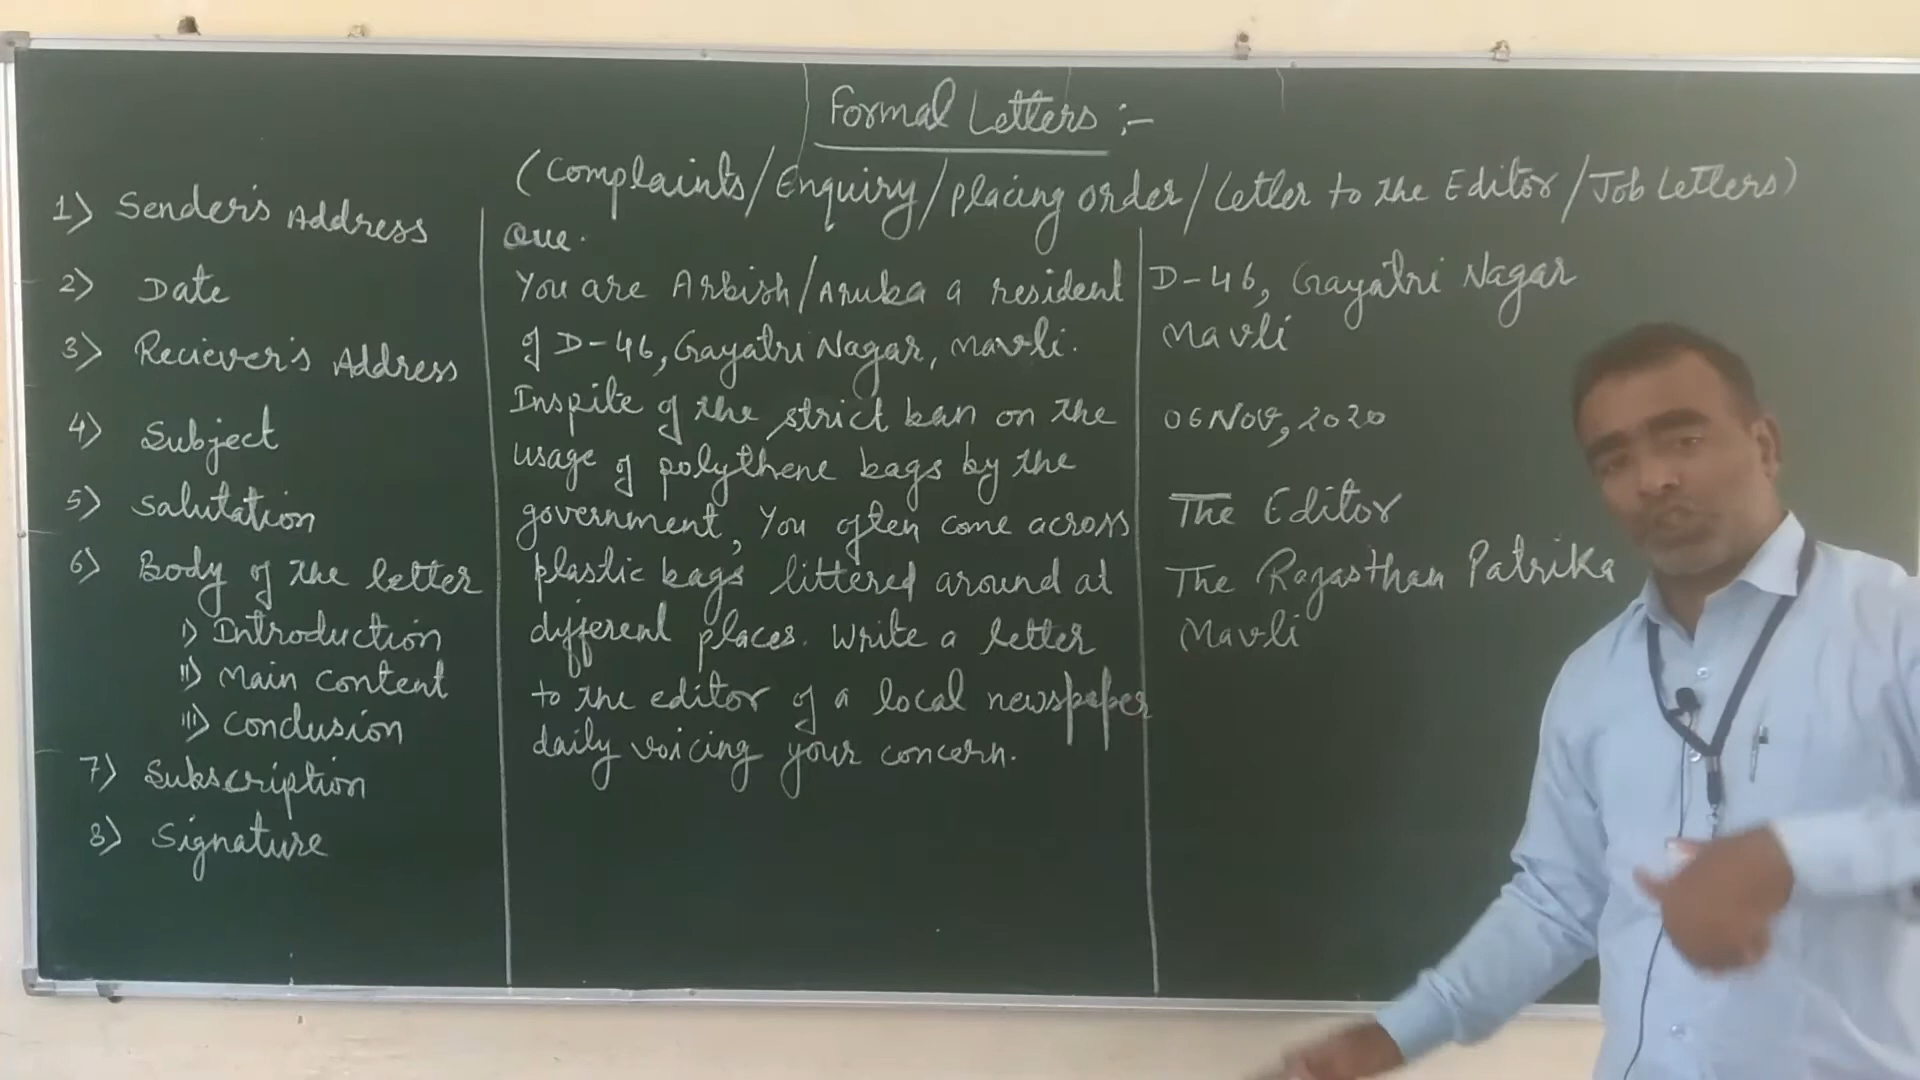 Formal Letters :-
(Complaints/Enquiry/placing order/Letter to the Editor/Job Letters)
1) Sender's Address
2) Date
3) Reciever's Address
4) Subject
5) Salutation
6) Body of the letter
i) Introduction
ii) Main content
iii) Conclusion
7) Subscription
8) Signature
Que.
You are Arbish/Aruba a resident
of D-46, Gayatri Nagar, Mavli.
Inspite of the strict ban on the
usage of polythene bags by the
government, You often come across
plastic bags littered around at
different places. Write a letter
to the editor of a local newspaper
daily voicing your concern.
D-46, Gayatri Nagar
Mavli
06 Nov, 2020
The Editor
The Rajasthan Patrika
Mavli